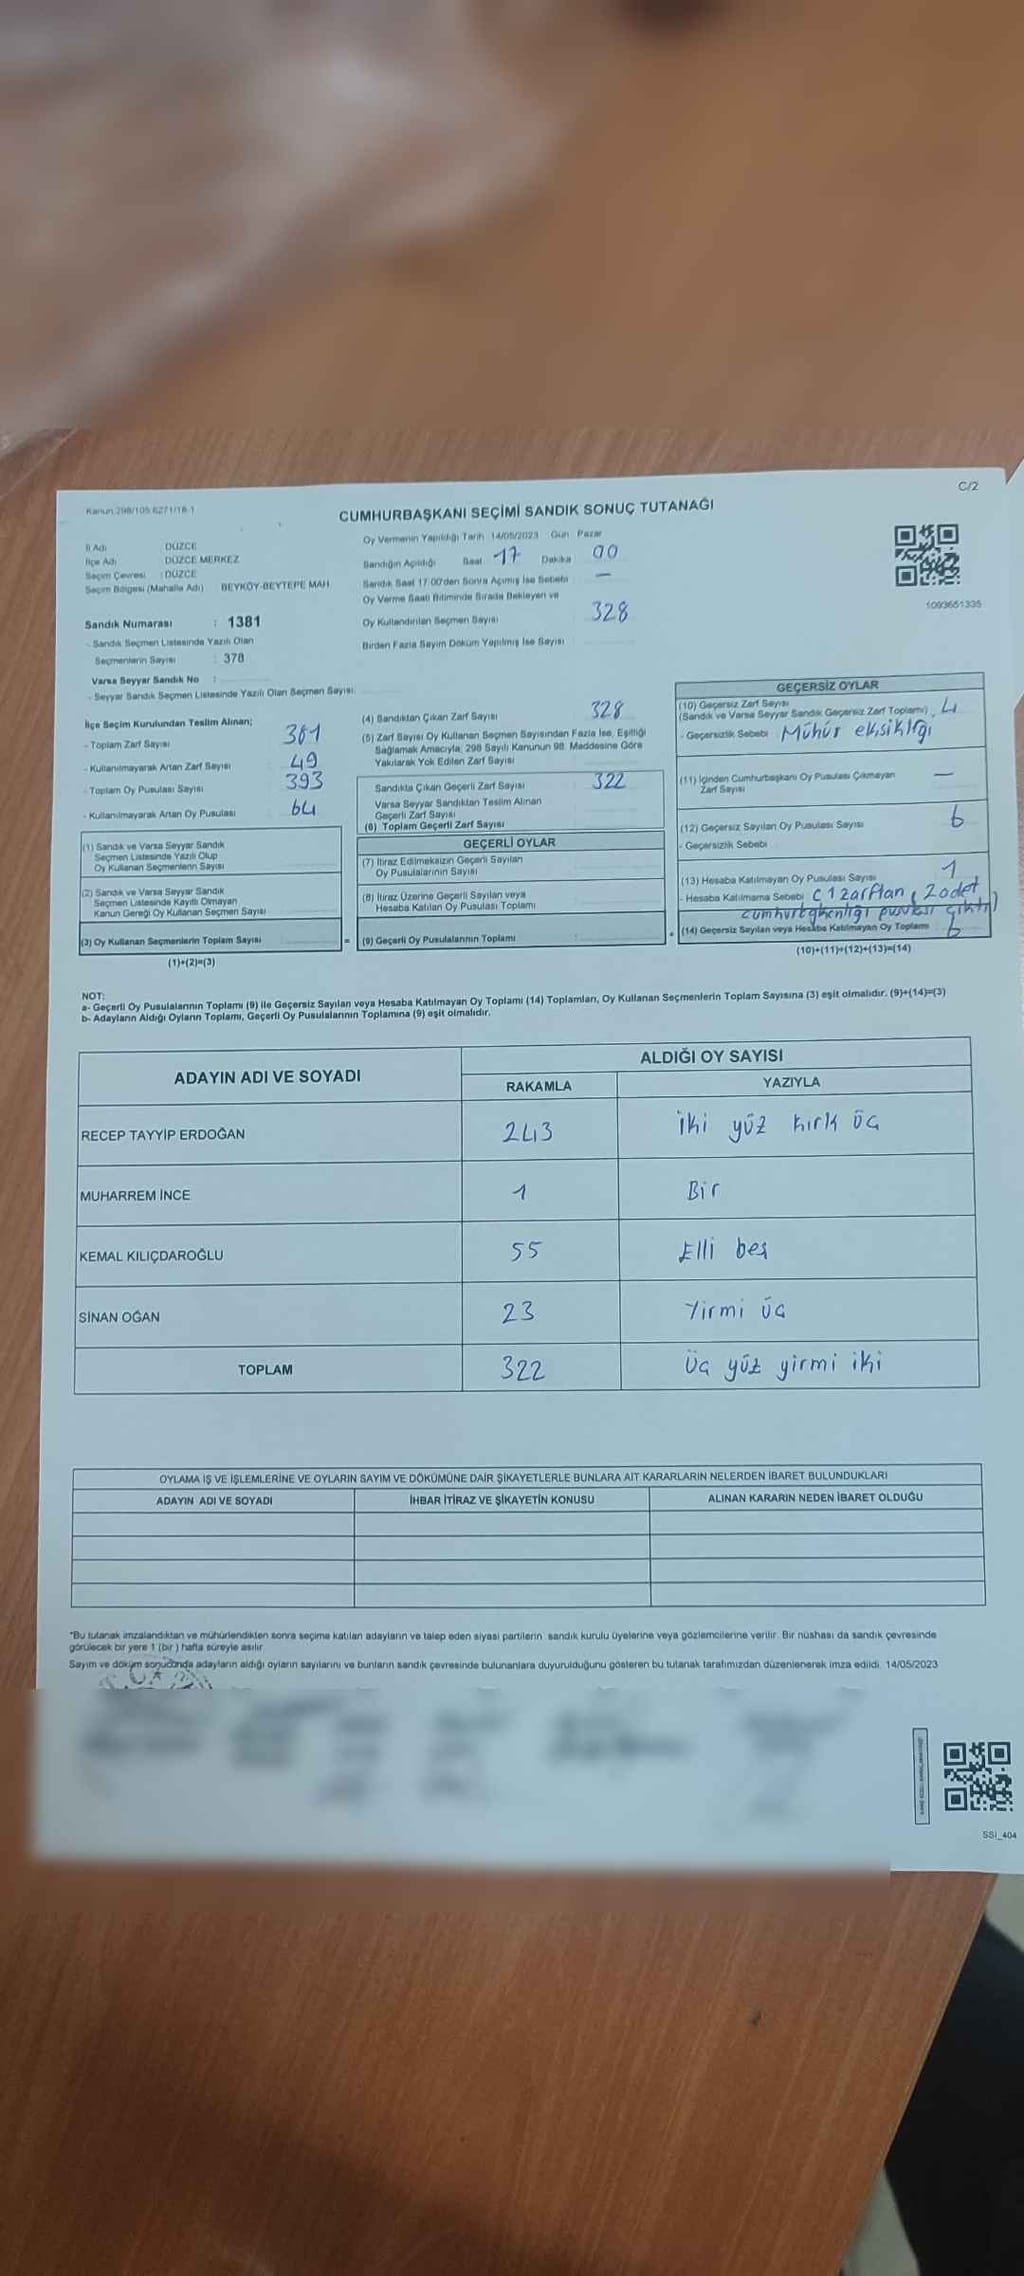 C/2
Kanun:298/105:6271/18-1
CUMHURBAŞKANI SEÇİMİ SANDIK SONUÇ TUTANAĞI
İl Adı : DÜZCE
İlçe Adı : DÜZCE MERKEZ
Seçim Çevresi : DÜZCE
Seçim Bölgesi (Mahalle Adı) BEYKÖY-BEYTEPE MAH.
Sandık Numarası : 1381
- Sandık Seçmen Listesinde Yazılı Olan
Seçmenlerin Sayısı : 378
Varsa Seyyar Sandık No :
- Seyyar Sandık Seçmen Listesinde Yazılı Olan Seçmen Sayısı:
Oy Vermenin Yapıldığı Tarih 14/05/2023 Gün Pazar
Sandığın Açıldığı Saat 17 Dakika 00
Sandık Saat 17:00'den Sonra Açılmış İse Sebebi —
Oy Verme Saati Bitiminde Sırada Bekleyen ve
Oy Kullandırılan Seçmen Sayısı 328
Birden Fazla Sayım Döküm Yapılmış İse Sayısı
1093651335
İlçe Seçim Kurulundan Teslim Alınan;
- Toplam Zarf Sayısı 381
- Kullanılmayarak Artan Zarf Sayısı 49
- Toplam Oy Pusulası Sayısı 393
- Kullanılmayarak Artan Oy Pusulası 64
(1) Sandık ve Varsa Seyyar Sandık
Seçmen Listesinde Yazılı Olup
Oy Kullanan Seçmenlerin Sayısı
(2) Sandık ve Varsa Seyyar Sandık
Seçmen Listesinde Kayıtlı Olmayan
Kanun Gereği Oy Kullanan Seçmen Sayısı
(3) Oy Kullanan Seçmenlerin Toplam Sayısı =
(1)+(2)=(3)
(4) Sandıktan Çıkan Zarf Sayısı 328
(5) Zarf Sayısı Oy Kullanan Seçmen Sayısından Fazla İse, Eşitliği
Sağlamak Amacıyla, 298 Sayılı Kanunun 98. Maddesine Göre
Yakılarak Yok Edilen Zarf Sayısı
Sandıkta Çıkan Geçerli Zarf Sayısı 322
Varsa Seyyar Sandıktan Teslim Alınan
Geçerli Zarf Sayısı
(6) Toplam Geçerli Zarf Sayısı
GEÇERLİ OYLAR
(7) İtiraz Edilmeksizin Geçerli Sayılan
Oy Pusulalarının Sayısı
(8) İtiraz Üzerine Geçerli Sayılan veya
Hesaba Katılan Oy Pusulası Toplamı
(9) Geçerli Oy Pusulalarının Toplamı +
GEÇERSİZ OYLAR
(10) Geçersiz Zarf Sayısı
(Sandık ve Varsa Seyyar Sandık Geçersiz Zarf Toplamı) 4
- Geçersizlik Sebebi Mühür eksikliği
(11) İçinden Cumhurbaşkanı Oy Pusulası Çıkmayan —
Zarf Sayısı
(12) Geçersiz Sayılan Oy Pusulası Sayısı 6
- Geçersizlik Sebebi
(13) Hesaba Katılmayan Oy Pusulası Sayısı 1
- Hesaba Katılmama Sebebi (1 zarftan, 2 adet
çıktı)
(14) Geçersiz Sayılan veya Hesaba Katılmayan Oy Toplamı 6
(10)+(11)+(12)+(13)=(14)
NOT:
a- Geçerli Oy Pusulalarının Toplamı (9) ile Geçersiz Sayılan veya Hesaba Katılmayan Oy Toplamı (14) Toplamları, Oy Kullanan Seçmenlerin Toplam Sayısına (3) eşit olmalıdır. (9)+(14)=(3)
b- Adayların Aldığı Oyların Toplamı, Geçerli Oy Pusulalarının Toplamına (9) eşit olmalıdır.
ADAYIN ADI VE SOYADI
ALDIĞI OY SAYISI
RAKAMLA YAZIYLA
RECEP TAYYİP ERDOĞAN 243 İki yüz kırk üç
MUHARREM İNCE 1 Bir
KEMAL KILIÇDAROĞLU 55 Elli beş
SİNAN OĞAN 23 Yirmi üç
TOPLAM 322 Üç yüz yirmi iki
OYLAMA İŞ VE İŞLEMLERİNE VE OYLARIN SAYIM VE DÖKÜMÜNE DAİR ŞİKAYETLERLE BUNLARA AİT KARARLARIN NELERDEN İBARET BULUNDUKLARI
ADAYIN ADI VE SOYADI İHBAR İTİRAZ VE ŞİKAYETİN KONUSU ALINAN KARARIN NEDEN İBARET OLDUĞU
*Bu tutanak imzalandıktan ve mühürlendikten sonra seçime katılan adayların ve talep eden siyasi partilerin sandık kurulu üyelerine veya gözlemcilerine verilir. Bir nüshası da sandık çevresinde
görülecek bir yere 1 (bir ) hafta süreyle asılır.
Sayım ve döküm sonucunda adayların aldığı oyların sayılarını ve bunların sandık çevresinde bulunanlara duyurulduğunu gösteren bu tutanak tarafımızdan düzenlenerek imza edildi. 14/05/2023
SSİ_404